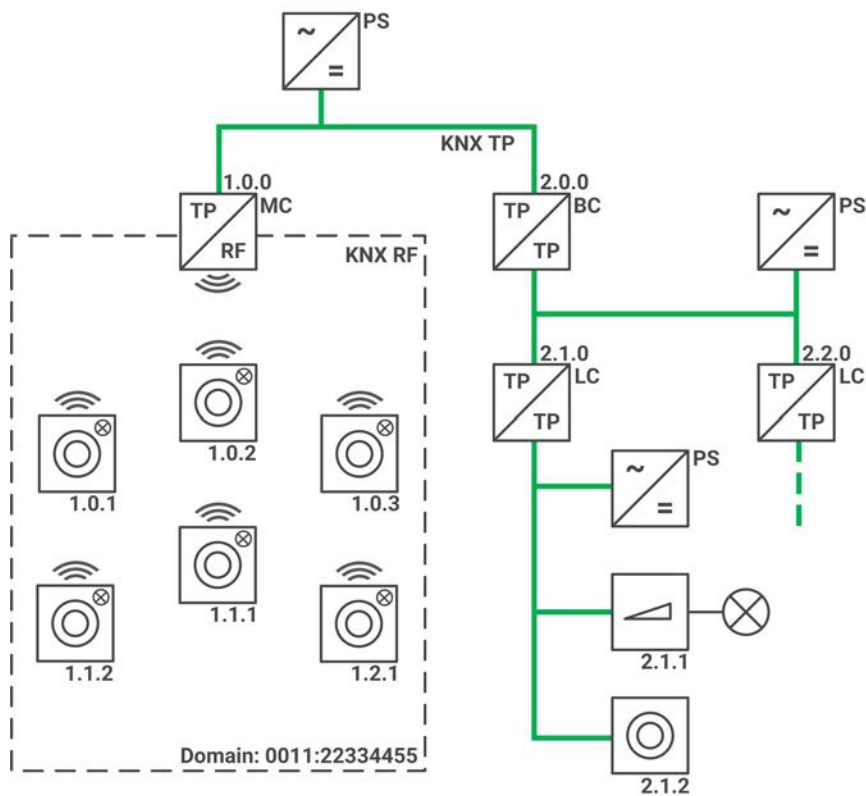 ~ PS
=
KNX TP
1.0.0
TP MC
RF
KNX RF
2.0.0
TP BC
TP
~ PS
=
2.1.0
TP LC
TP
2.2.0
TP LC
TP
1.0.1
1.0.2
1.0.3
1.1.1
1.1.2
1.2.1
~ PS
=
2.1.1
2.1.2
Domain: 0011:22334455